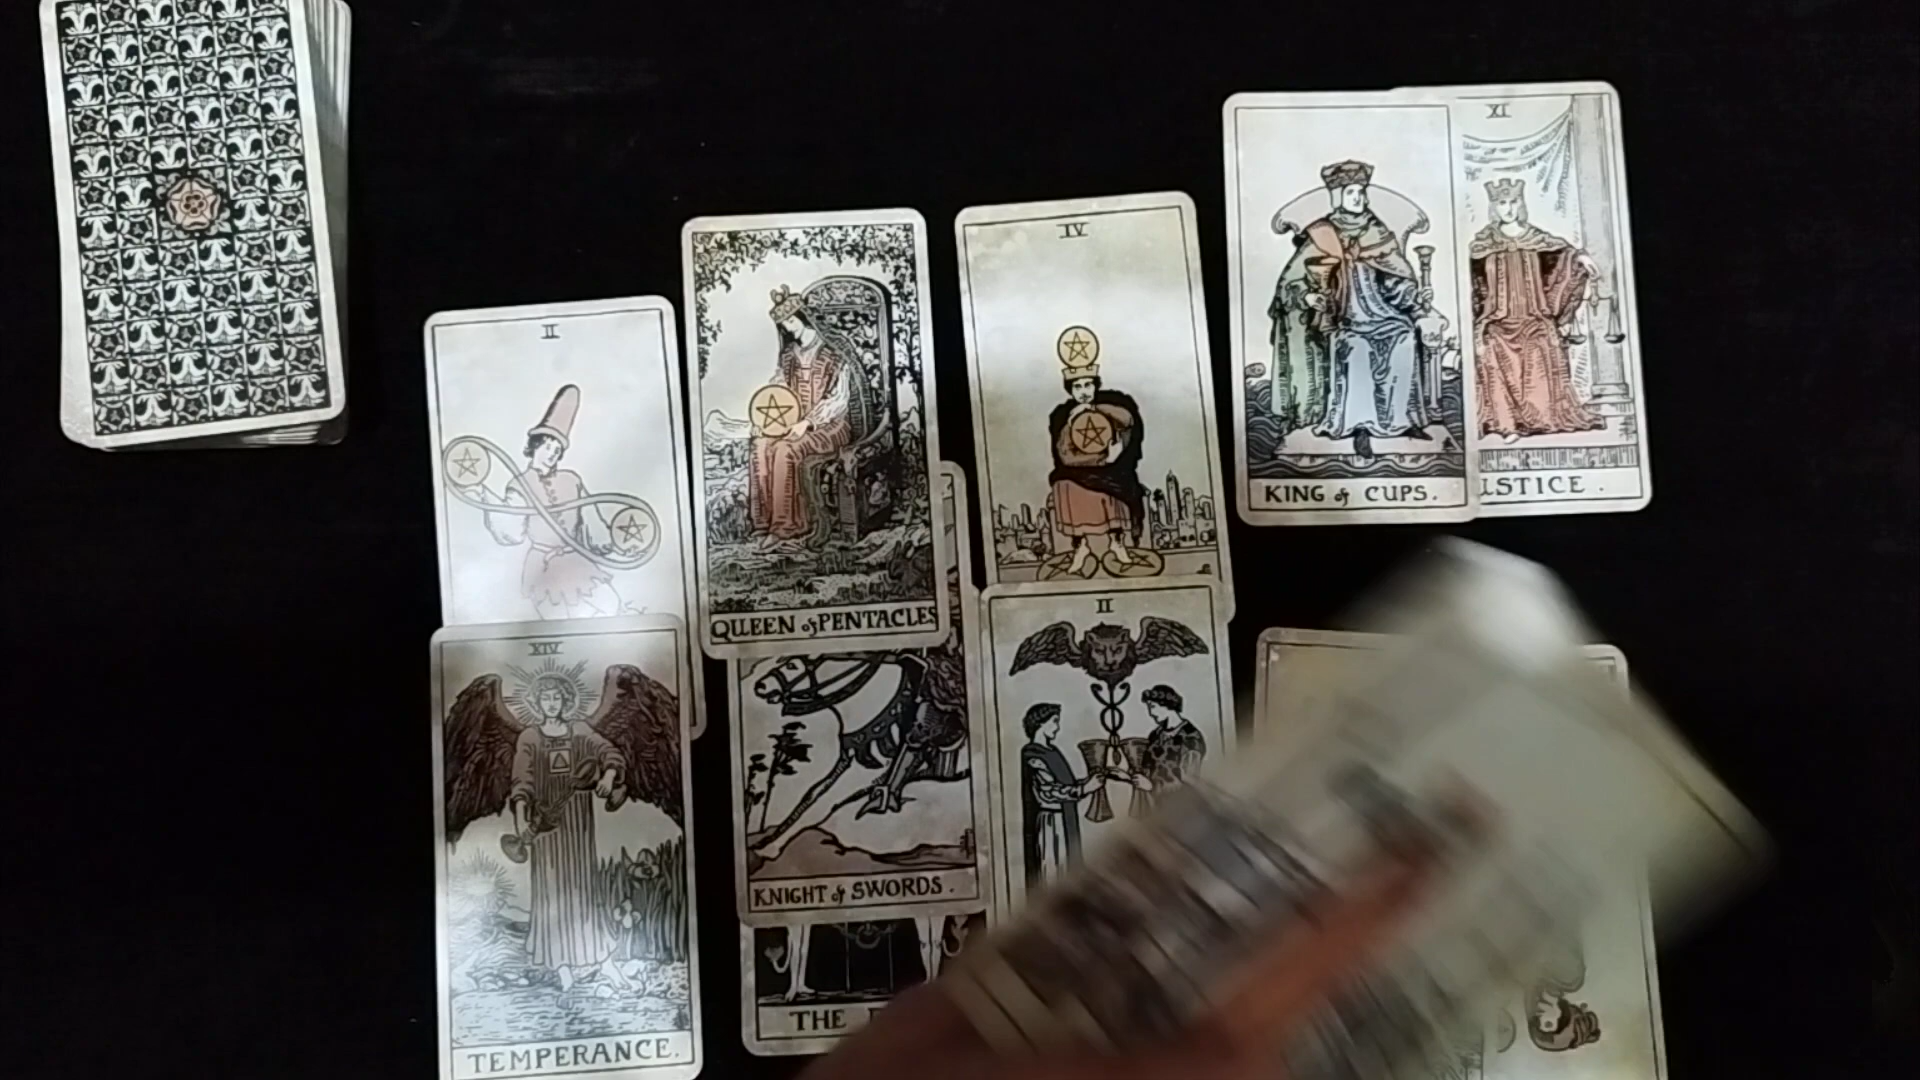 XI
IV
II
KING of CUPS.
USTICE.
QUEEN of PENTACLES
II
XIV
KNIGHT of SWORDS.
THE
TEMPERANCE.